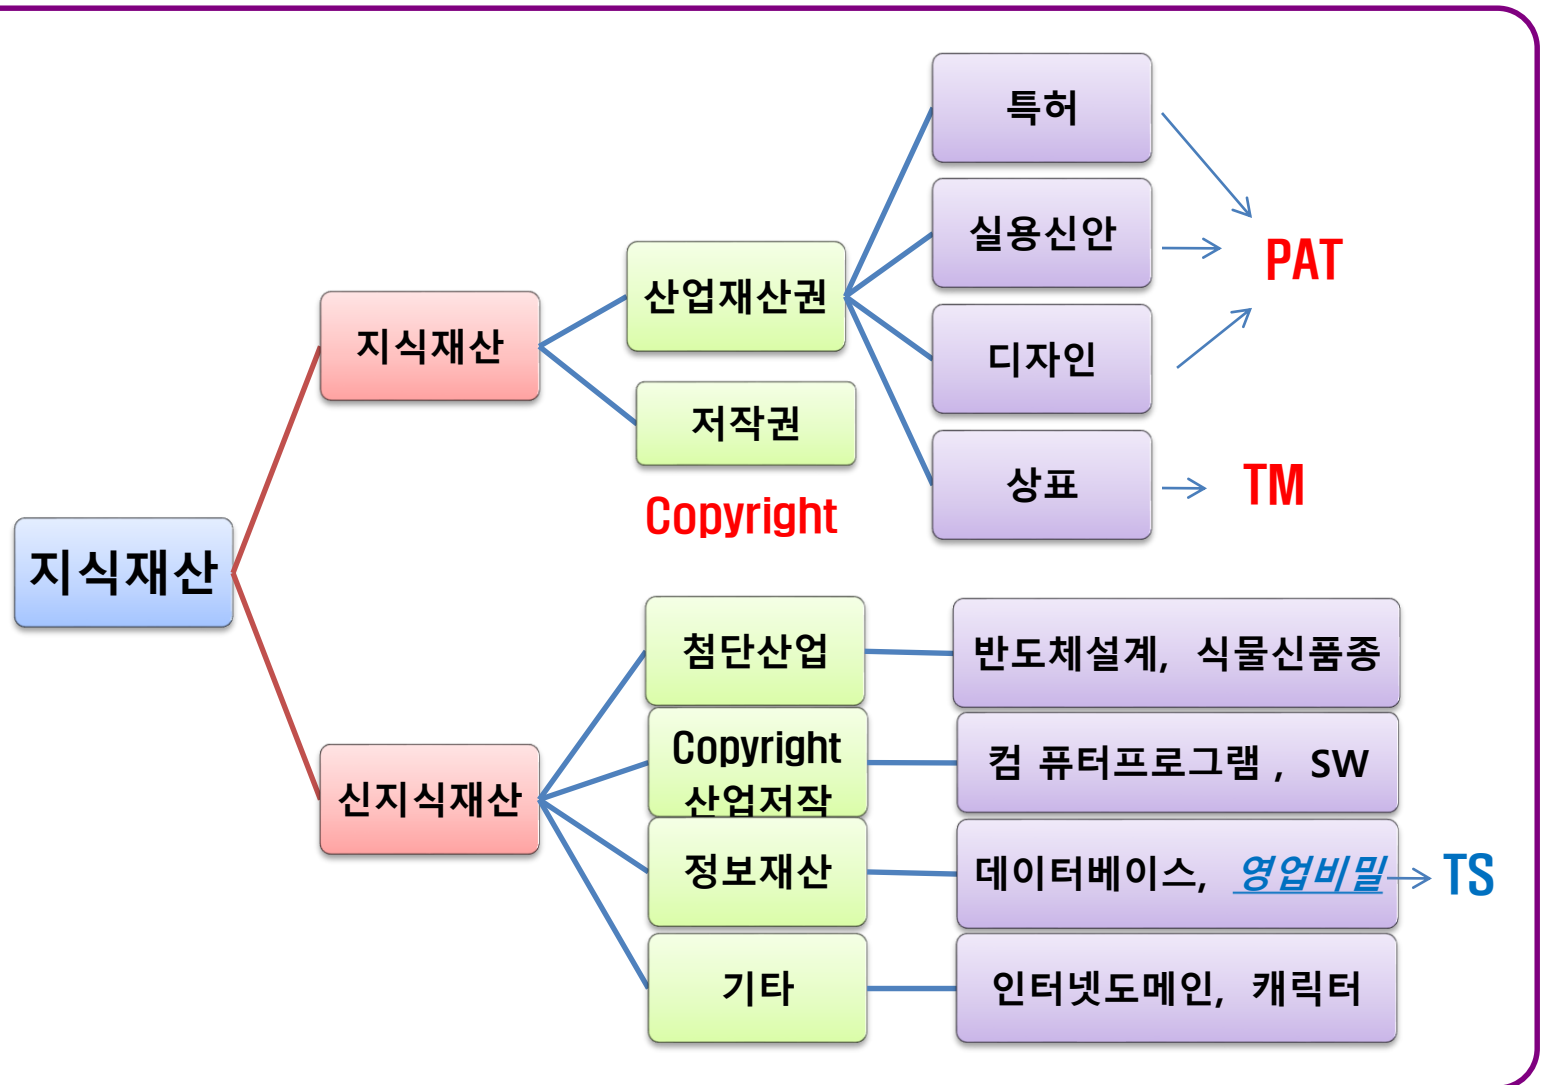 지식재산
지식재산
산업재산권
특허
실용신안
디자인
상표
PAT
TM
저작권
Copyright
신지식재산
첨단산업
반도체설계, 식물신품종
Copyright
산업저작
컴 퓨터프로그램 , SW
정보재산
데이터베이스, 영업비밀
TS
기타
인터넷도메인, 캐릭터